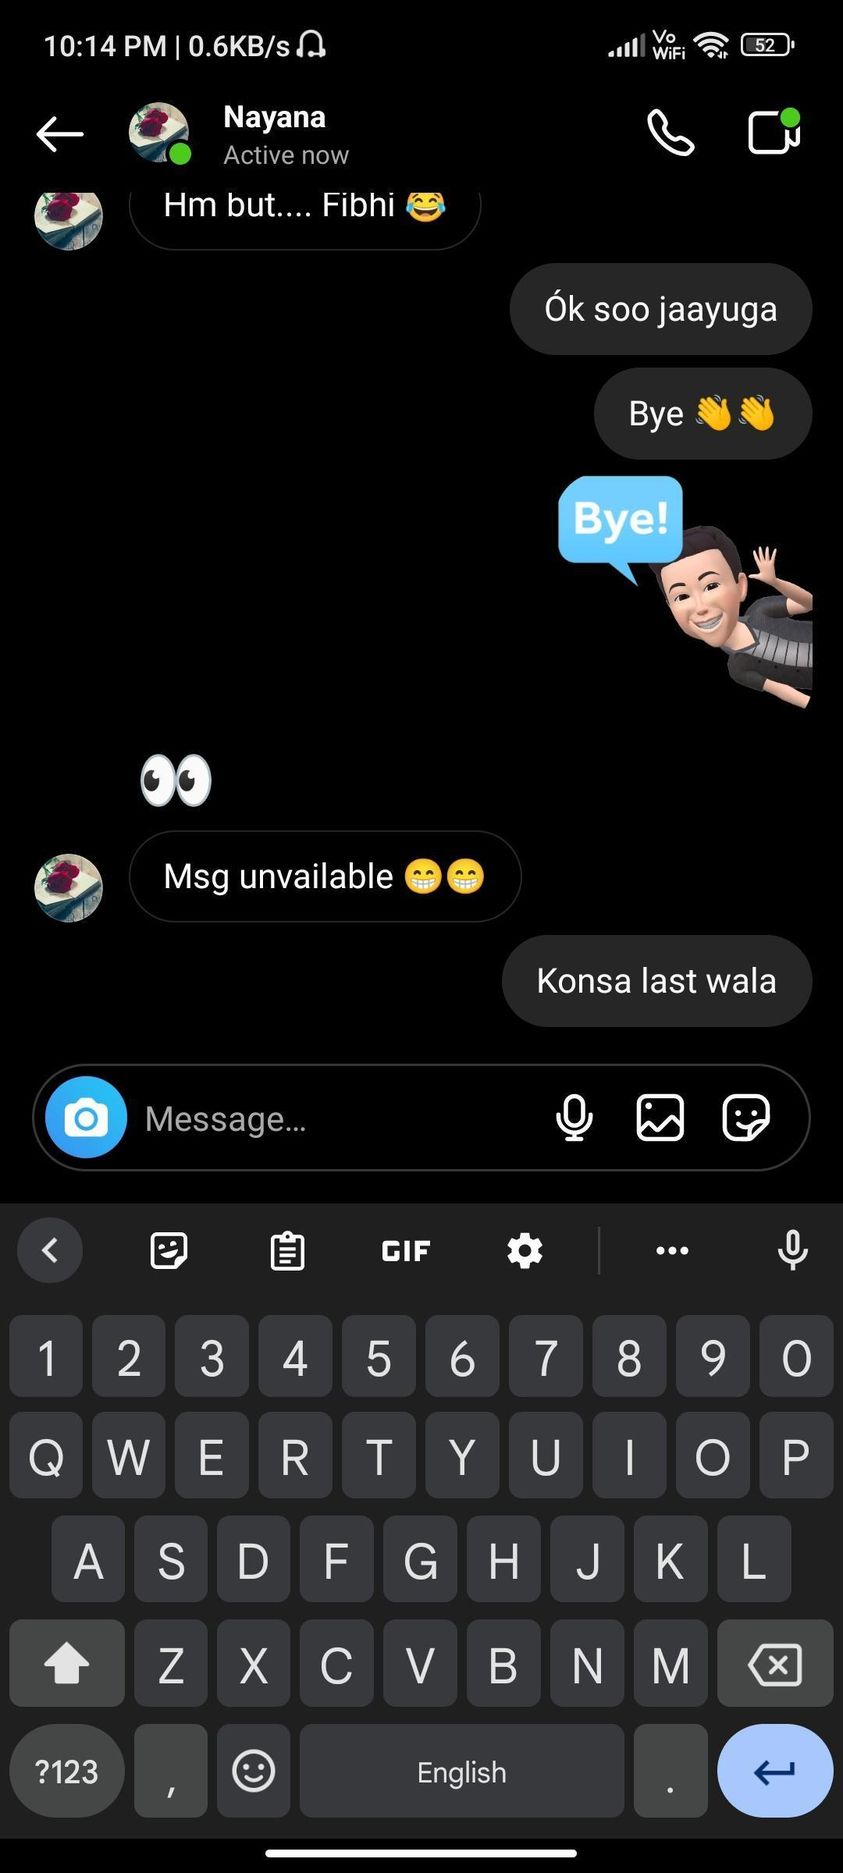 10:14 PM | 0.6KB/s
Vo
WiFi
52
Nayana
Active now
Hm but.... Fibhi 😂
Ók soo jaayuga
Bye 👋👋
Bye!
👀
Msg unvailable 😁😁
Konsa last wala
Message...
GIF
1 2 3 4 5 6 7 8 9 0
Q W E R T Y U I O P
A S D F G H J K L
Z X C V B N M
?123 , English .